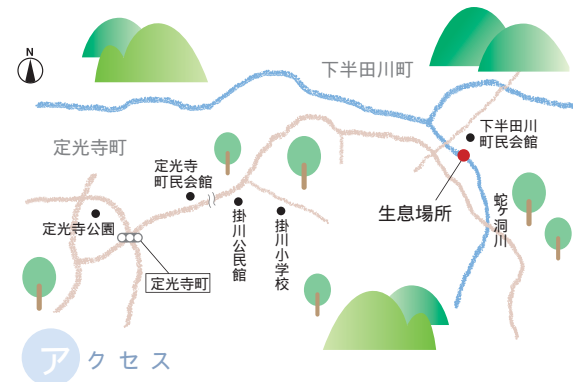 N
下半田川町
定光寺町
下半田川
町民会館
定光寺
町民会館
生息場所
蛇ヶ洞川
定光寺公園
掛川公民館
掛川小学校
定光寺町
アクセス